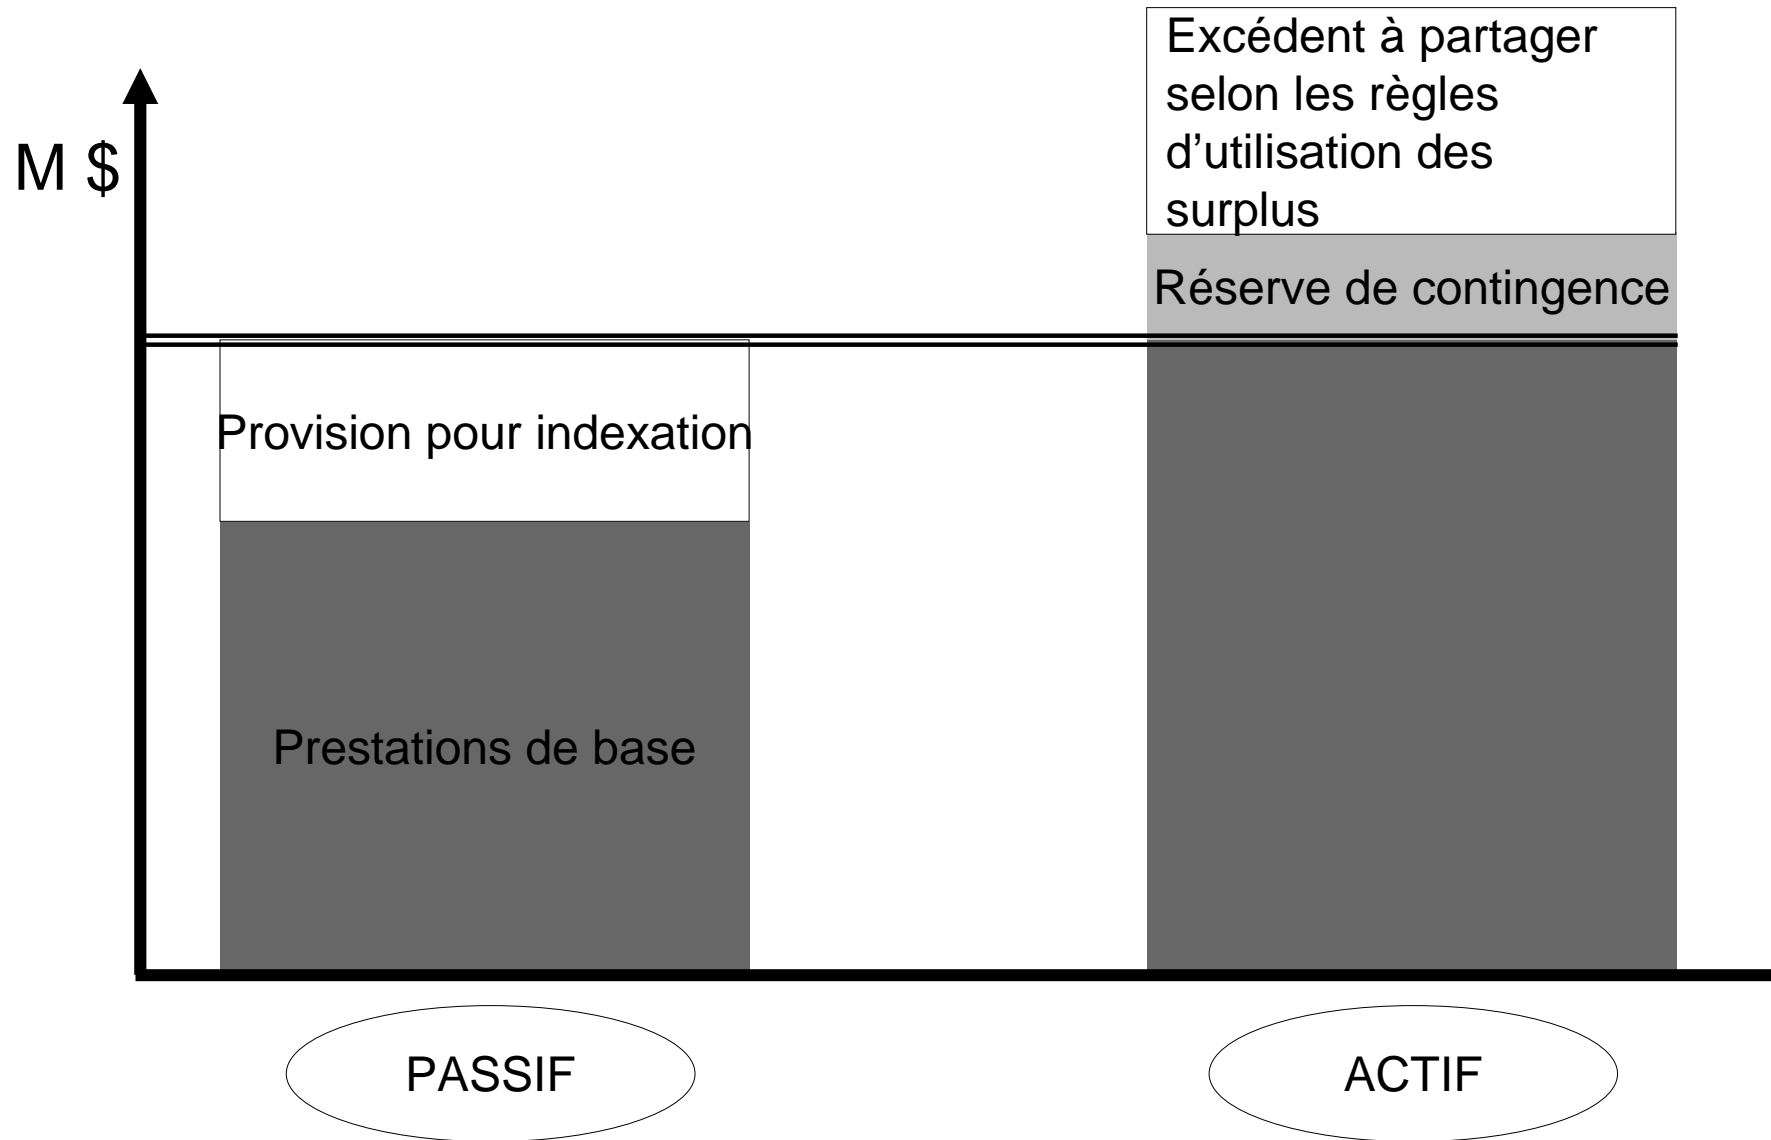 Excédent à partager
selon les règles
d’utilisation des
surplus
M $
Réserve de contingence
Provision pour indexation
Prestations de base
PASSIF
ACTIF